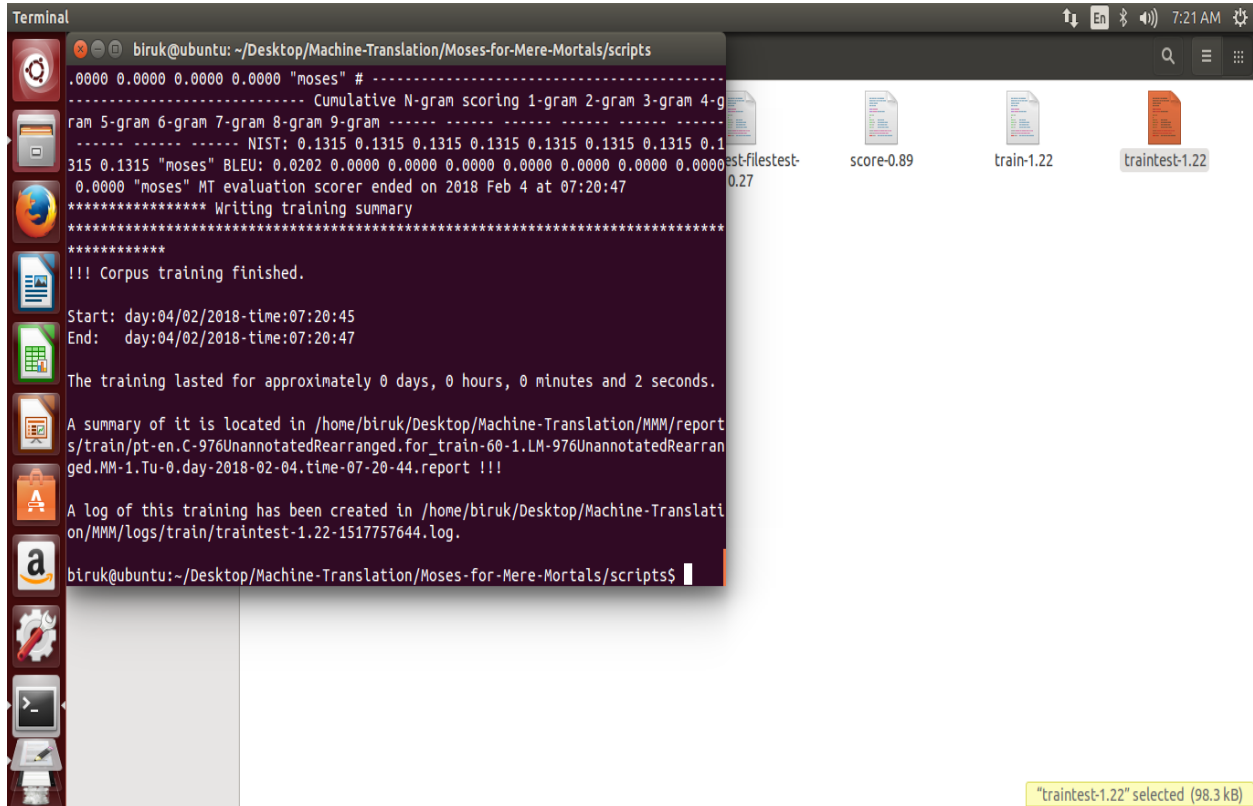 Terminal
En
7:21 AM
biruk@ubuntu: ~/Desktop/Machine-Translation/Moses-for-Mere-Mortals/scripts
.0000 0.0000 0.0000 0.0000 "moses" # -------------------------------------------
----------------------------- Cumulative N-gram scoring 1-gram 2-gram 3-gram 4-g
ram 5-gram 6-gram 7-gram 8-gram 9-gram ------ ------ ------ ------ ------ ------
 ------ ------ ------ NIST: 0.1315 0.1315 0.1315 0.1315 0.1315 0.1315 0.1315 0.1
315 0.1315 "moses" BLEU: 0.0202 0.0000 0.0000 0.0000 0.0000 0.0000 0.0000 0.0000
 0.0000 "moses" MT evaluation scorer ended on 2018 Feb 4 at 07:20:47
***************** Writing training summary
********************************************************************************
************
!!! Corpus training finished.
Start: day:04/02/2018-time:07:20:45
End:   day:04/02/2018-time:07:20:47
The training lasted for approximately 0 days, 0 hours, 0 minutes and 2 seconds.
A summary of it is located in /home/biruk/Desktop/Machine-Translation/MMM/report
s/train/pt-en.C-976UnannotatedRearranged.for_train-60-1.LM-976UnannotatedRearran
ged.MM-1.Tu-0.day-2018-02-04.time-07-20-44.report !!!
A log of this training has been created in /home/biruk/Desktop/Machine-Translati
on/MMM/logs/train/traintest-1.22-1517757644.log.
biruk@ubuntu:~/Desktop/Machine-Translation/Moses-for-Mere-Mortals/scripts$
est-filestest-
0.27
score-0.89
train-1.22
traintest-1.22
"traintest-1.22" selected (98.3 kB)